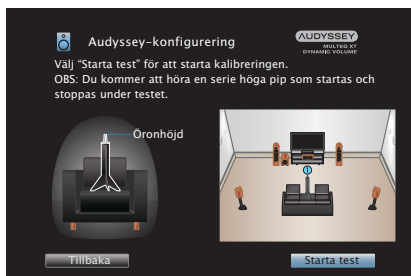 Audyssey-konfigurering
AUDYSSEY
MULTEQ XT
DYNAMIC VOLUME
Välj "Starta test" för att starta kalibreringen.
OBS: Du kommer att höra en serie höga pip som startas och
stoppas under testet.
Öronhöjd
1
Tillbaka
Starta test